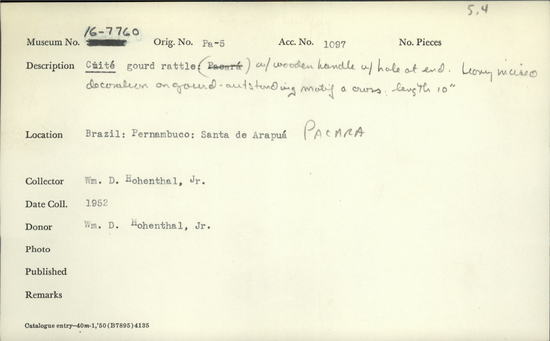 5,4
16-7760
Museum No. Orig. No. Pa-5 Acc. No. 1097 No. Pieces
Description Cuité gourd rattle (Pacará) w/ wooden handle w/ hole at end. Heavy incised
decoration on gourd - outstanding motif a cross. length 10"
Location Brazil: Pernambuco: Santa de Arapuá PACARA
Collector Wm. D. Hohenthal, Jr.
Date Coll. 1952
Donor Wm. D. Hohenthal, Jr.
Photo
Published
Remarks
Catalogue entry—40m-1,'50 (B7895) 4135